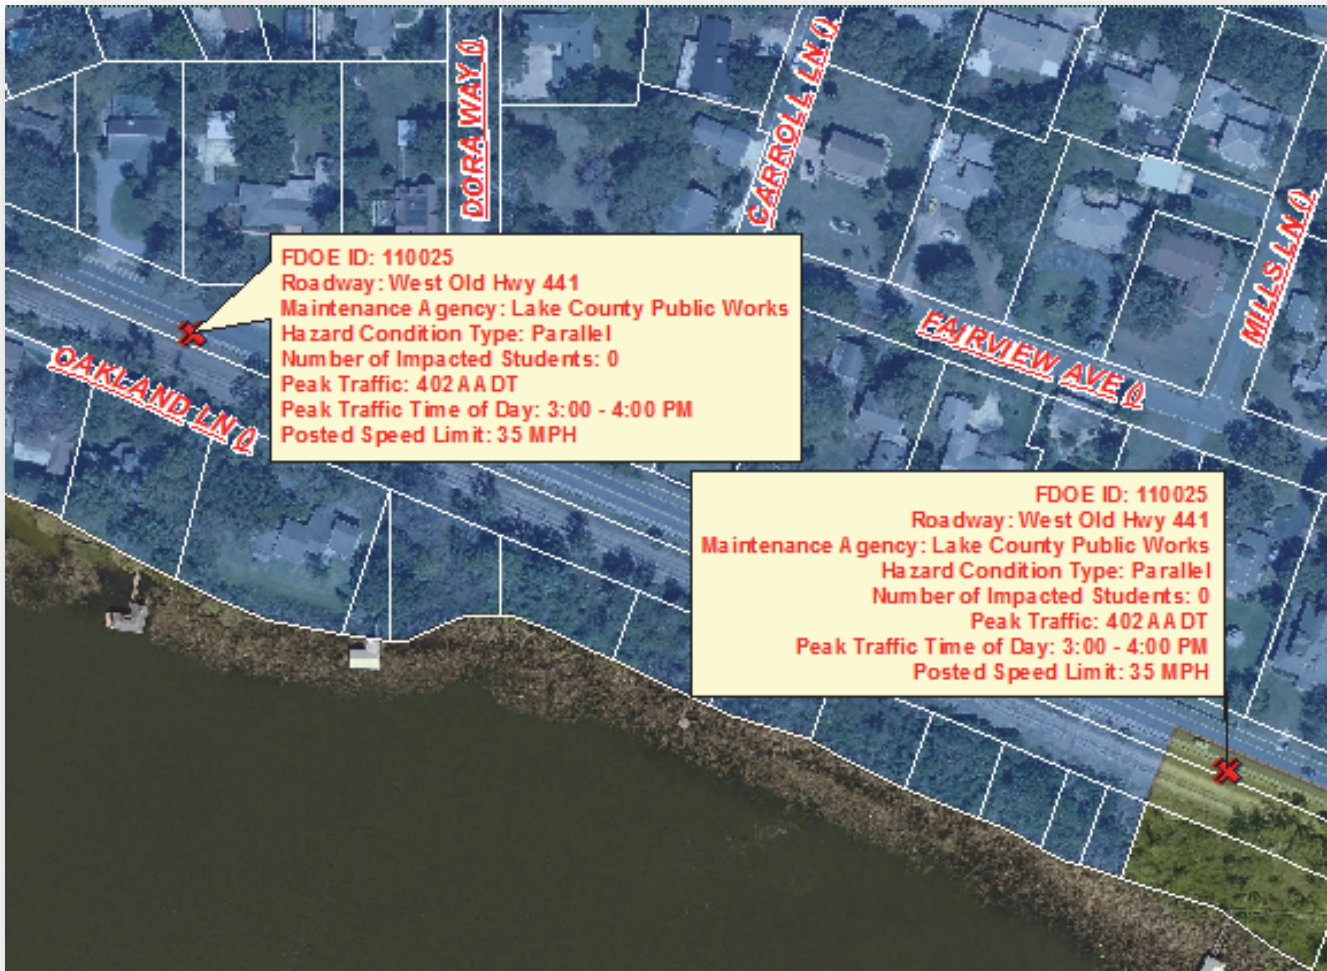 DORA WAY ()
CARROLL LN ()
MILLS LN ()
FDOE ID: 110025
Roadway: West Old Hwy 441
Maintenance Agency: Lake County Public Works
Hazard Condition Type: Parallel
Number of Impacted Students: 0
Peak Traffic: 402 AADT
Peak Traffic Time of Day: 3:00 - 4:00 PM
Posted Speed Limit: 35 MPH
FAIRVIEW AVE ()
OAKLAND LN ()
FDOE ID: 110025
Roadway: West Old Hwy 441
Maintenance Agency: Lake County Public Works
Hazard Condition Type: Parallel
Number of Impacted Students: 0
Peak Traffic: 402 AADT
Peak Traffic Time of Day: 3:00 - 4:00 PM
Posted Speed Limit: 35 MPH